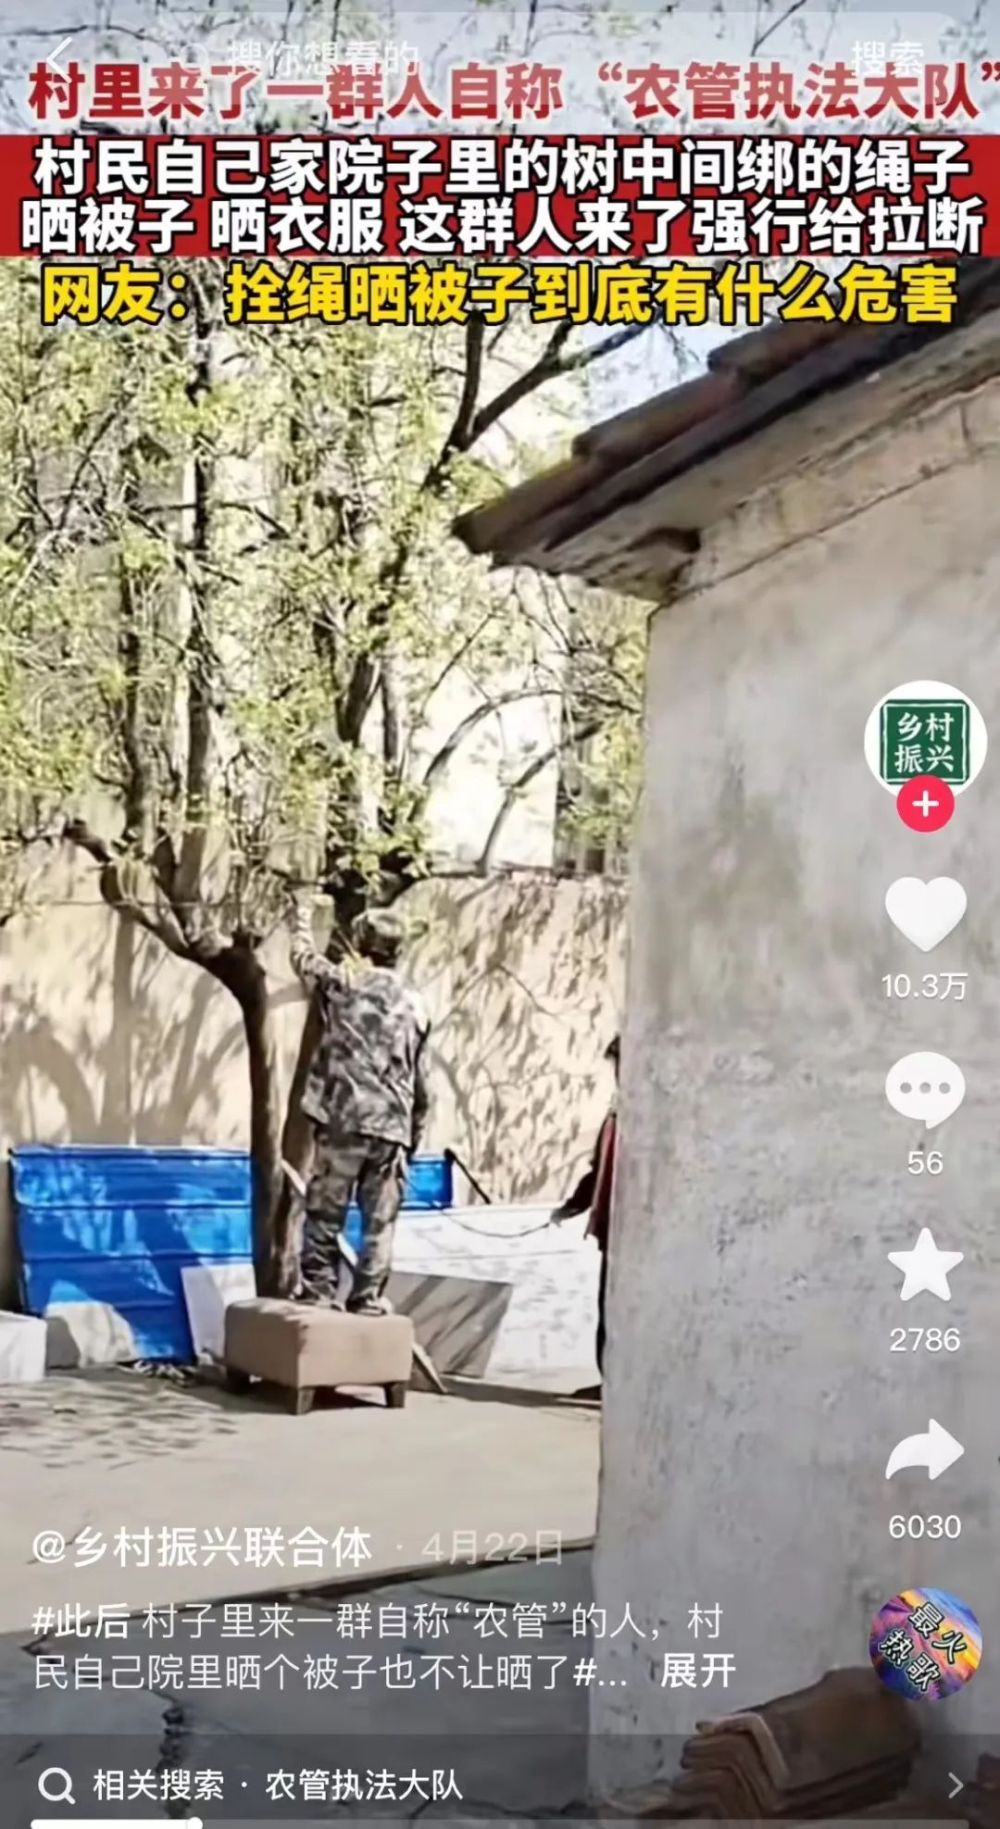 搜你想看的
搜索
村里来了一群人自称“农管执法大队”
村民自己家院子里的树中间绑的绳子
晒被子 晒衣服 这群人来了强行给拉断
网友：拴绳晒被子到底有什么危害
乡村
振兴
10.3万
56
2786
6030
@乡村振兴联合体 · 4月22日
#此后 村子里来一群自称“农管”的人，村
民自己院里晒个被子也不让晒了#... 展开
最火
热歌
相关搜索 · 农管执法大队